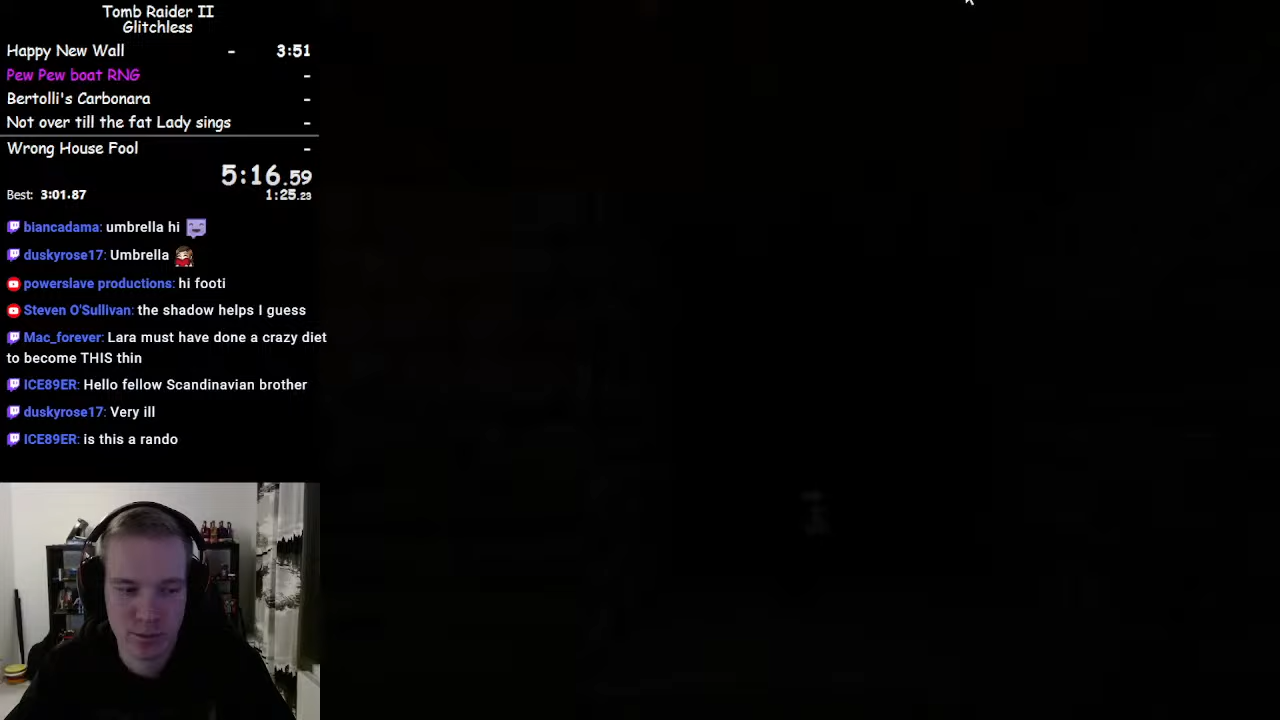 Tomb Raider II
Glitchless
Happy New Wall - 3:51
Pew Pew boat RNG -
Bertolli's Carbonara -
Not over till the fat Lady sings -
Wrong House Fool -
5:16.59
Best: 3:01.87 1:25.23
biancadama: umbrella hi
duskyrose17: Umbrella
powerslave productions: hi footi
Steven O'Sullivan: the shadow helps I guess
Mac_forever: Lara must have done a crazy diet
to become THIS thin
ICE89ER: Hello fellow Scandinavian brother
duskyrose17: Very ill
ICE89ER: is this a rando